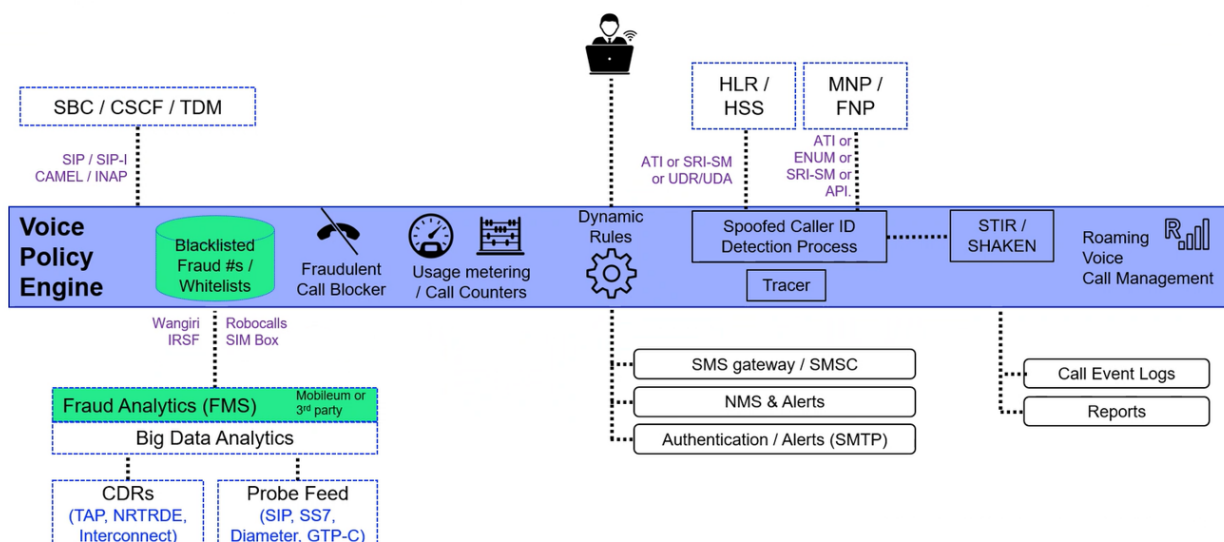 SBC / CSCF / TDM
HLR /
HSS
MNP /
FNP
SIP / SIP-I
CAMEL / INAP
ATI or SRI-SM
or UDR/UDA
ATI or
ENUM or
SRI-SM or
API.
Voice
Policy
Engine
Blacklisted
Fraud #s /
Whitelists
Fraudulent
Call Blocker
Usage metering
/ Call Counters
Dynamic
Rules
Spoofed Caller ID
Detection Process
Tracer
STIR /
SHAKEN
R
Roaming
Voice
Call Management
Wangiri
IRSF
Robocalls
SIM Box
Fraud Analytics (FMS)
Mobileum or
3rd party
Big Data Analytics
CDRs
(TAP, NRTRDE,
Interconnect)
Probe Feed
(SIP, SS7,
Diameter, GTP-C)
SMS gateway / SMSC
NMS & Alerts
Authentication / Alerts (SMTP)
Call Event Logs
Reports